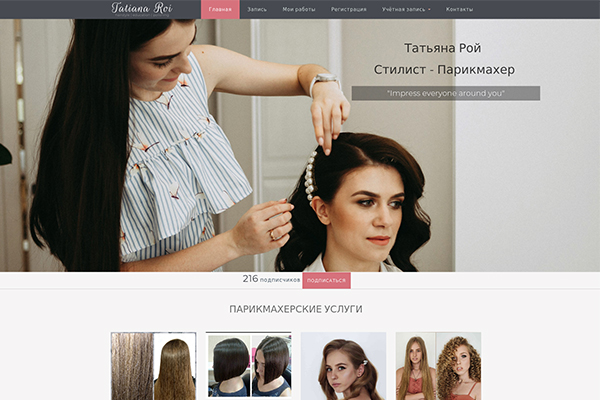 Tatiana Roi
Главная
Запись
Мои работы
Регистрация
Учётная запись
Контакты
Татьяна Рой
Стилист - Парикмахер
"Impress everyone around you"
216 подписчиков
ПОДПИСАТЬСЯ
ПАРИКМАХЕРСКИЕ УСЛУГИ